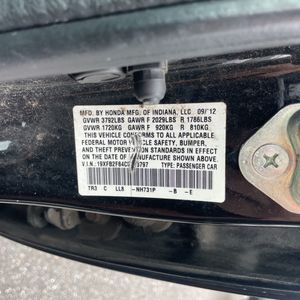 MFD. BY HONDA MFG. OF INDIANA, LLC 09/12
GVWR 3792LBS GAWR F 2029LBS R 1786LBS
GVWR 1720KG GAWR F 920KG R 810KG
THIS VEHICLE CONFORMS TO ALL APPLICABLE
FEDERAL MOTOR VEHICLE SAFETY, BUMPER,
AND THEFT PREVENTION STANDARDS IN EFFECT ON
DATE OF MANUFACTURE SHOWN ABOVE.
V.I.N.: TYPE: PASSENGER CAR
TR3 C LL8 NH731P -B -E